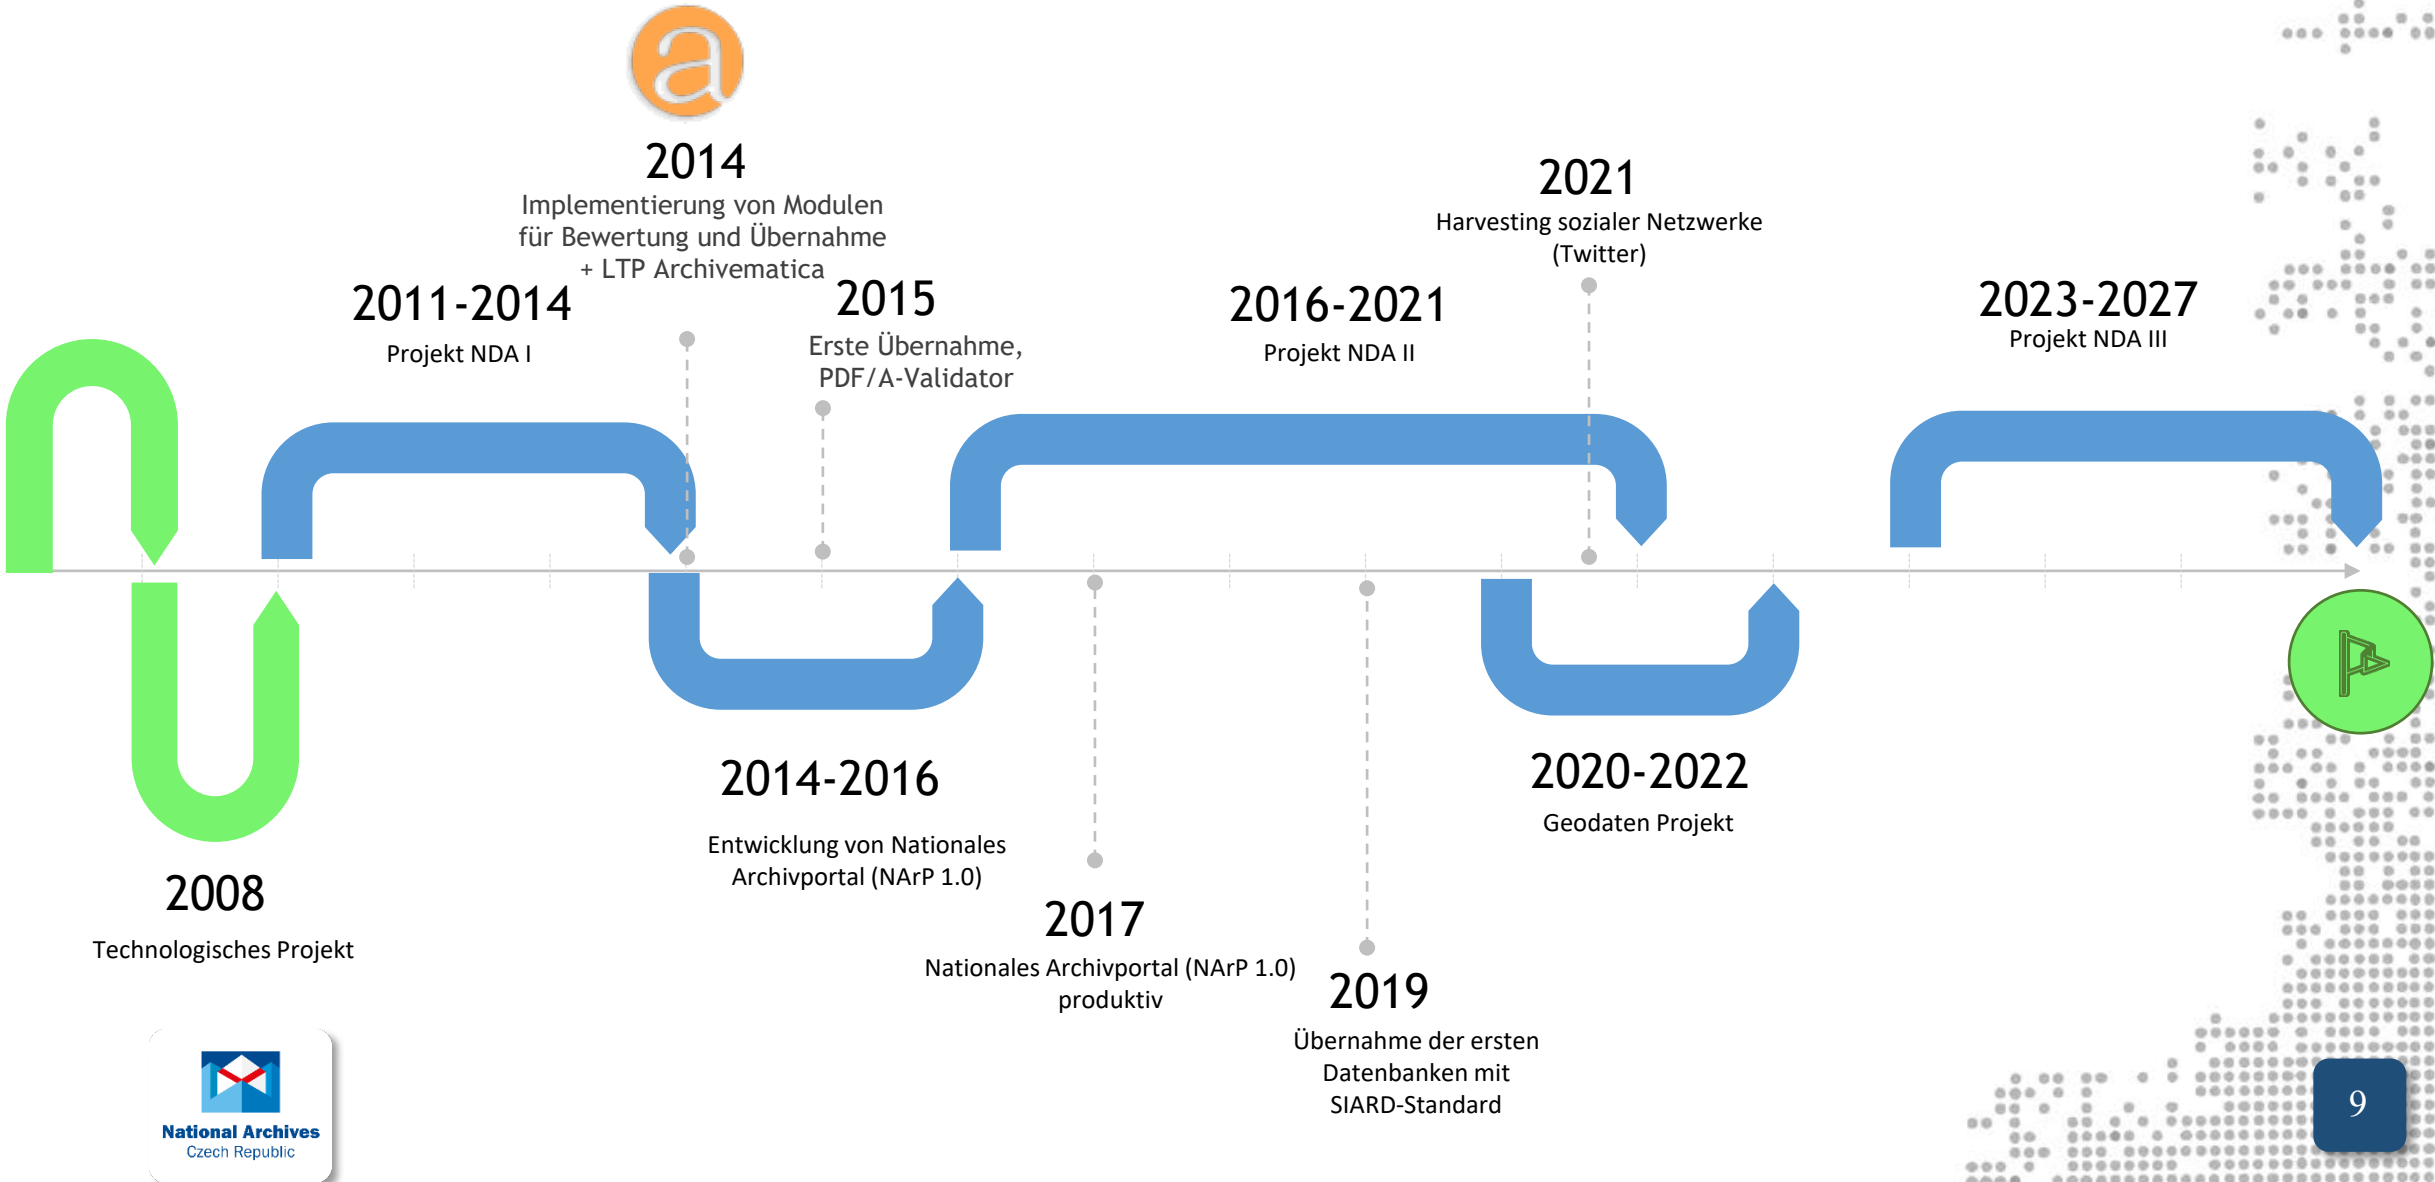 a
2014
Implementierung von Modulen
für Bewertung und Übernahme
+ LTP Archivematica
2011-2014
Projekt NDA I
2015
Erste Übernahme,
PDF/A-Validator
2016-2021
Projekt NDA II
2021
Harvesting sozialer Netzwerke
(Twitter)
2023-2027
Projekt NDA III
2008
Technologisches Projekt
2014-2016
Entwicklung von Nationales
Archivportal (NArP 1.0)
2017
Nationales Archivportal (NArP 1.0)
produktiv
2019
Übernahme der ersten
Datenbanken mit
SIARD-Standard
2020-2022
Geodaten Projekt
National Archives
Czech Republic
9